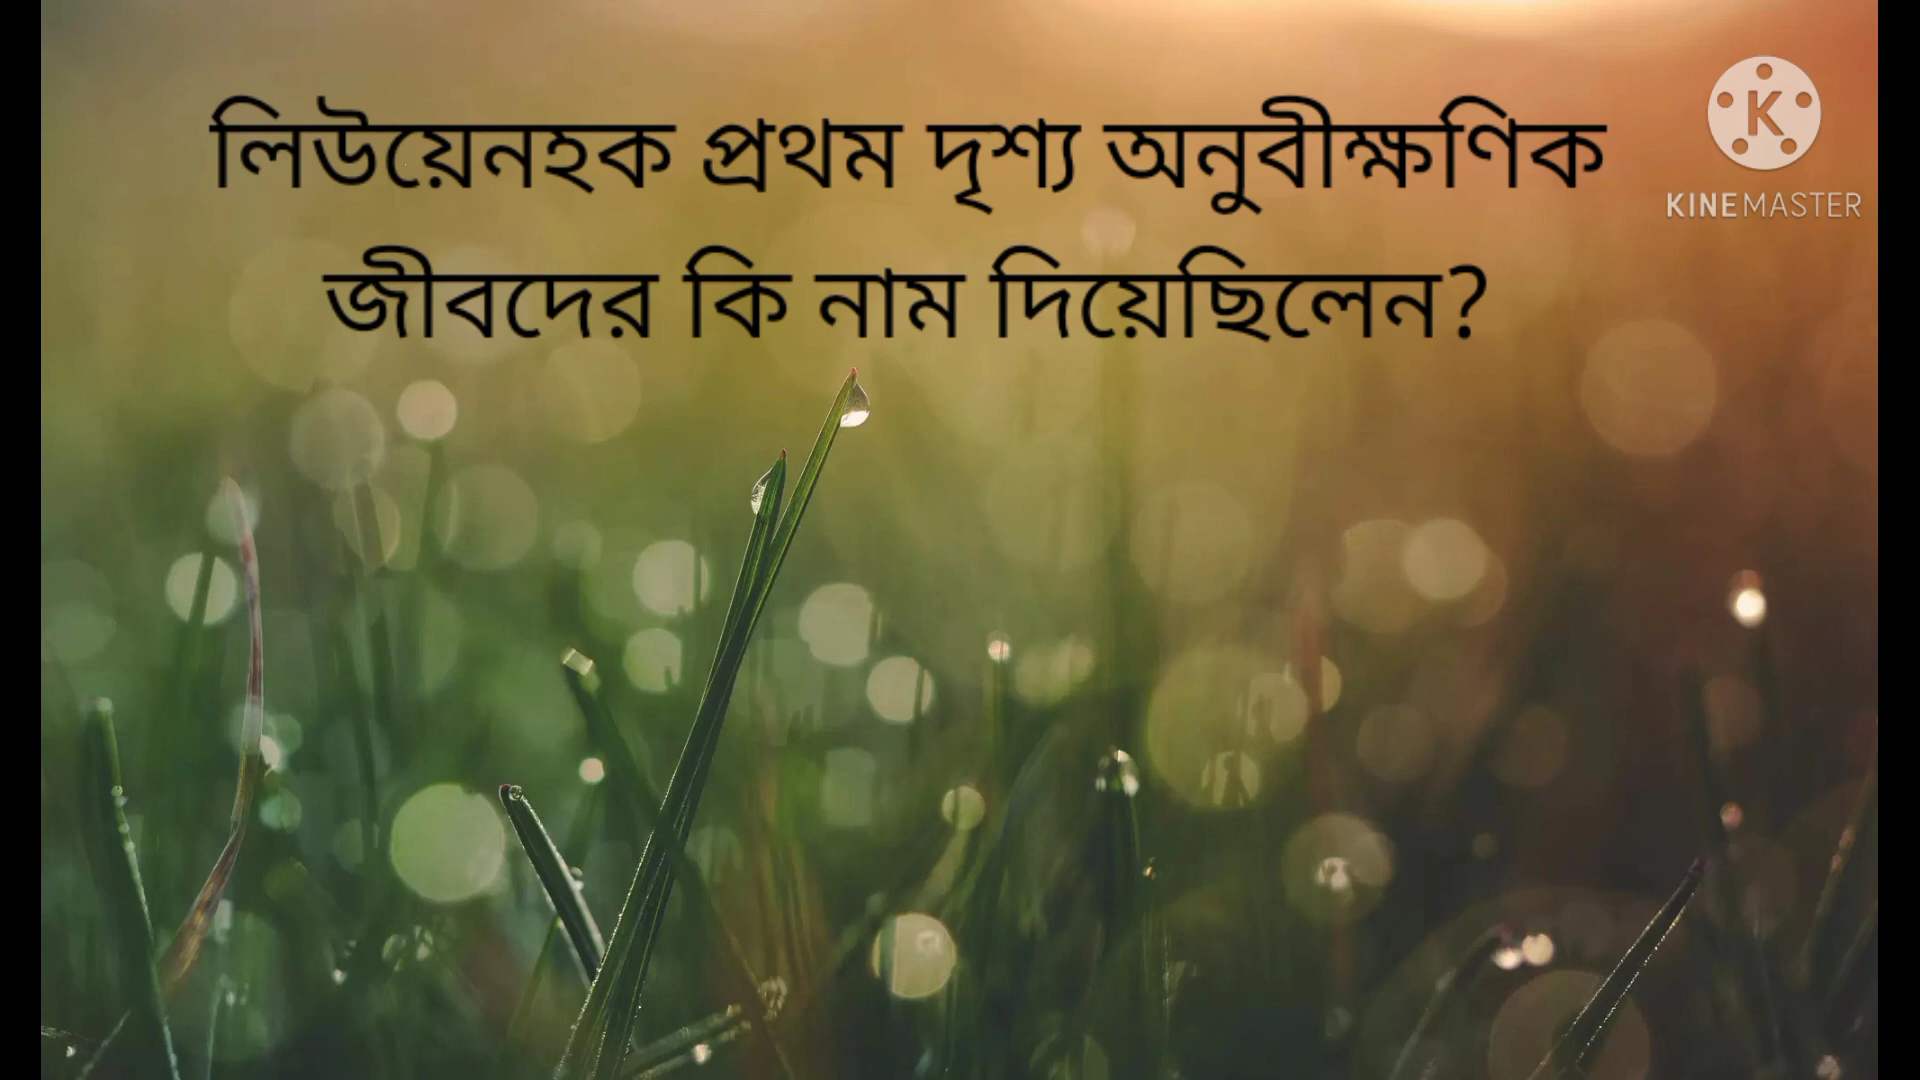 লিউয়েনহক প্রথম দৃশ্য অনুবীক্ষণিক
জীবদের কি নাম দিয়েছিলেন?
K
KINEMASTER